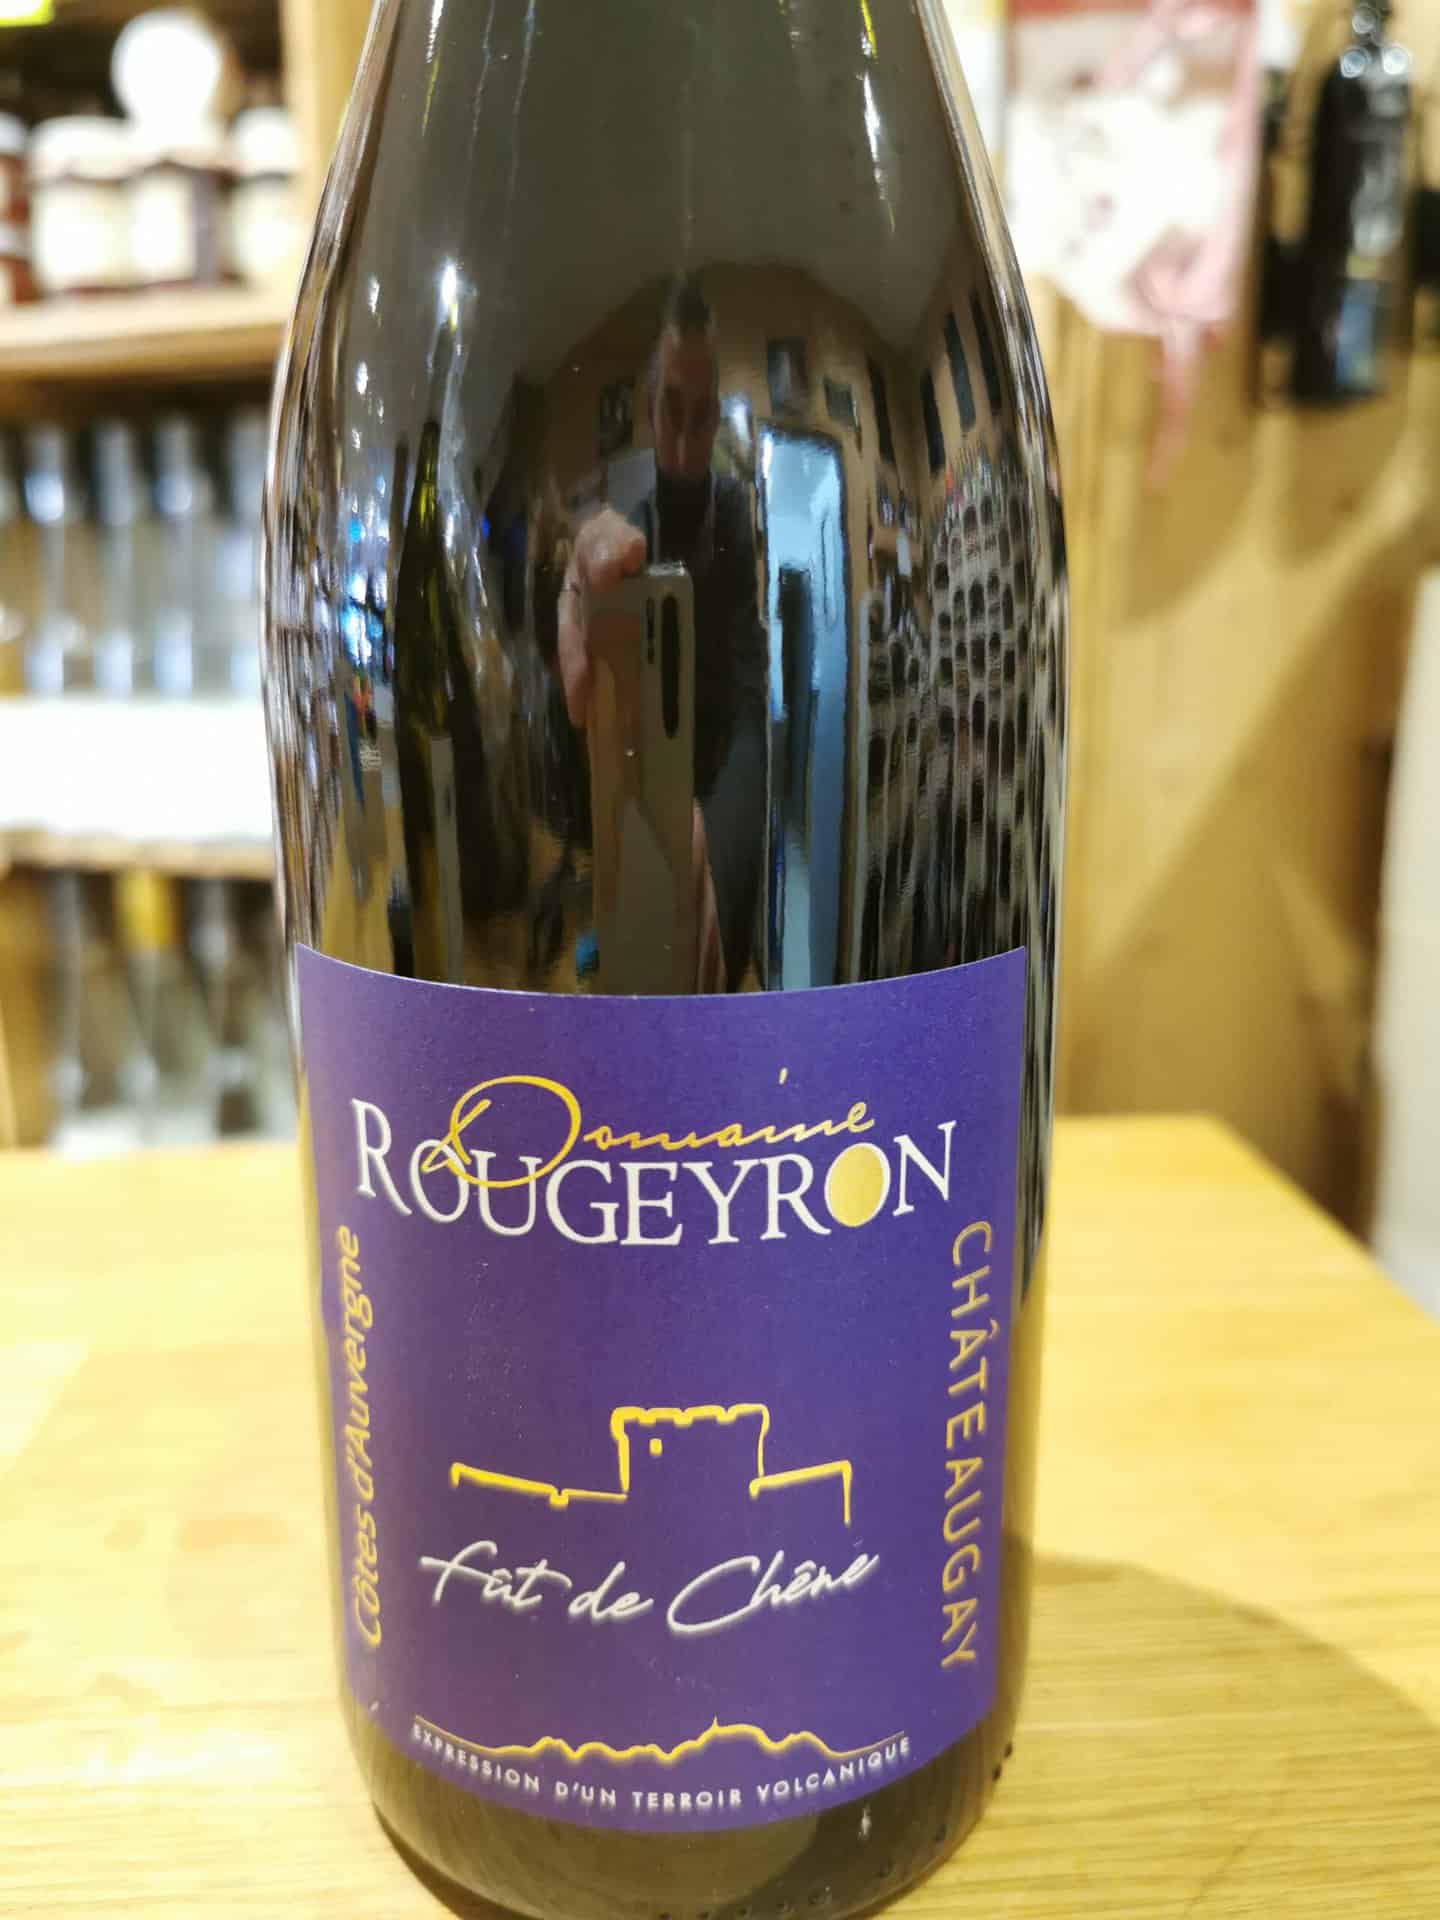 Domaine
ROUGEYRON
Côtes d'Auvergne
CHÂTEAUGAY
Fût de Chêne
EXPRESSION D'UN TERROIR VOLCANIQUE